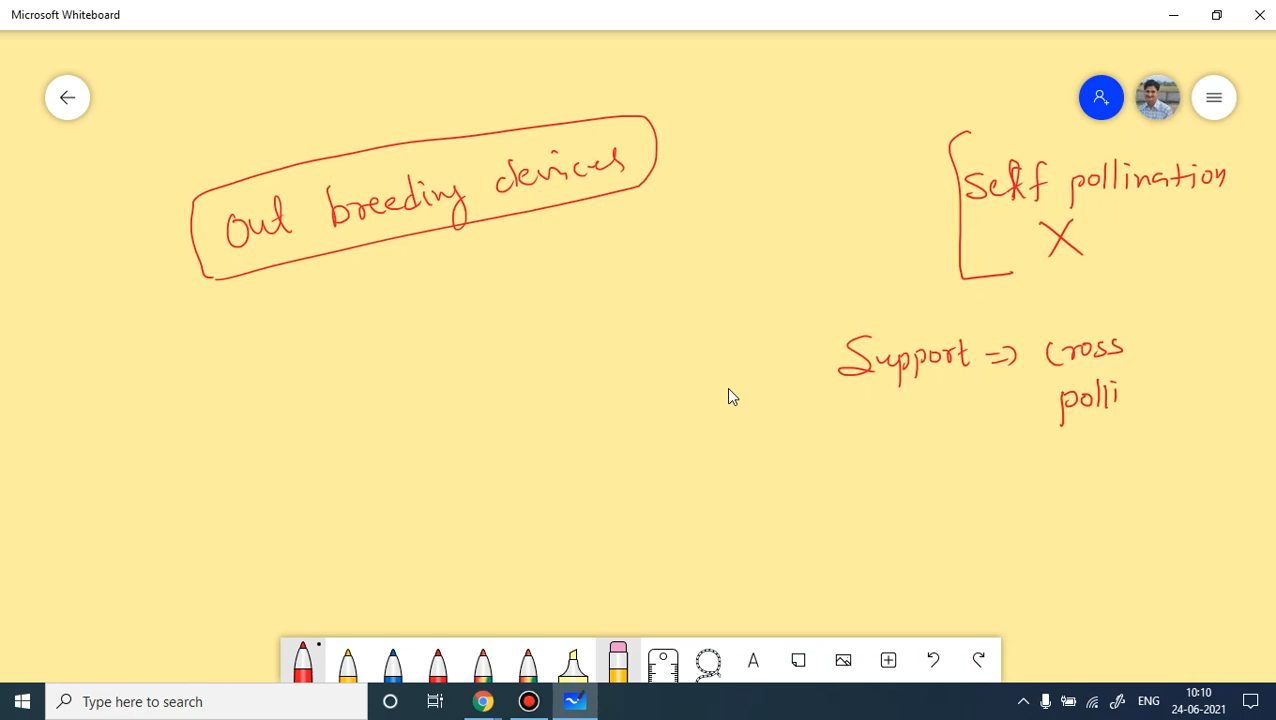 Microsoft Whiteboard
out breeding devices
self pollination
X
Support => cross
polli
A
Type here to search
ENG
10:10
24-06-2021